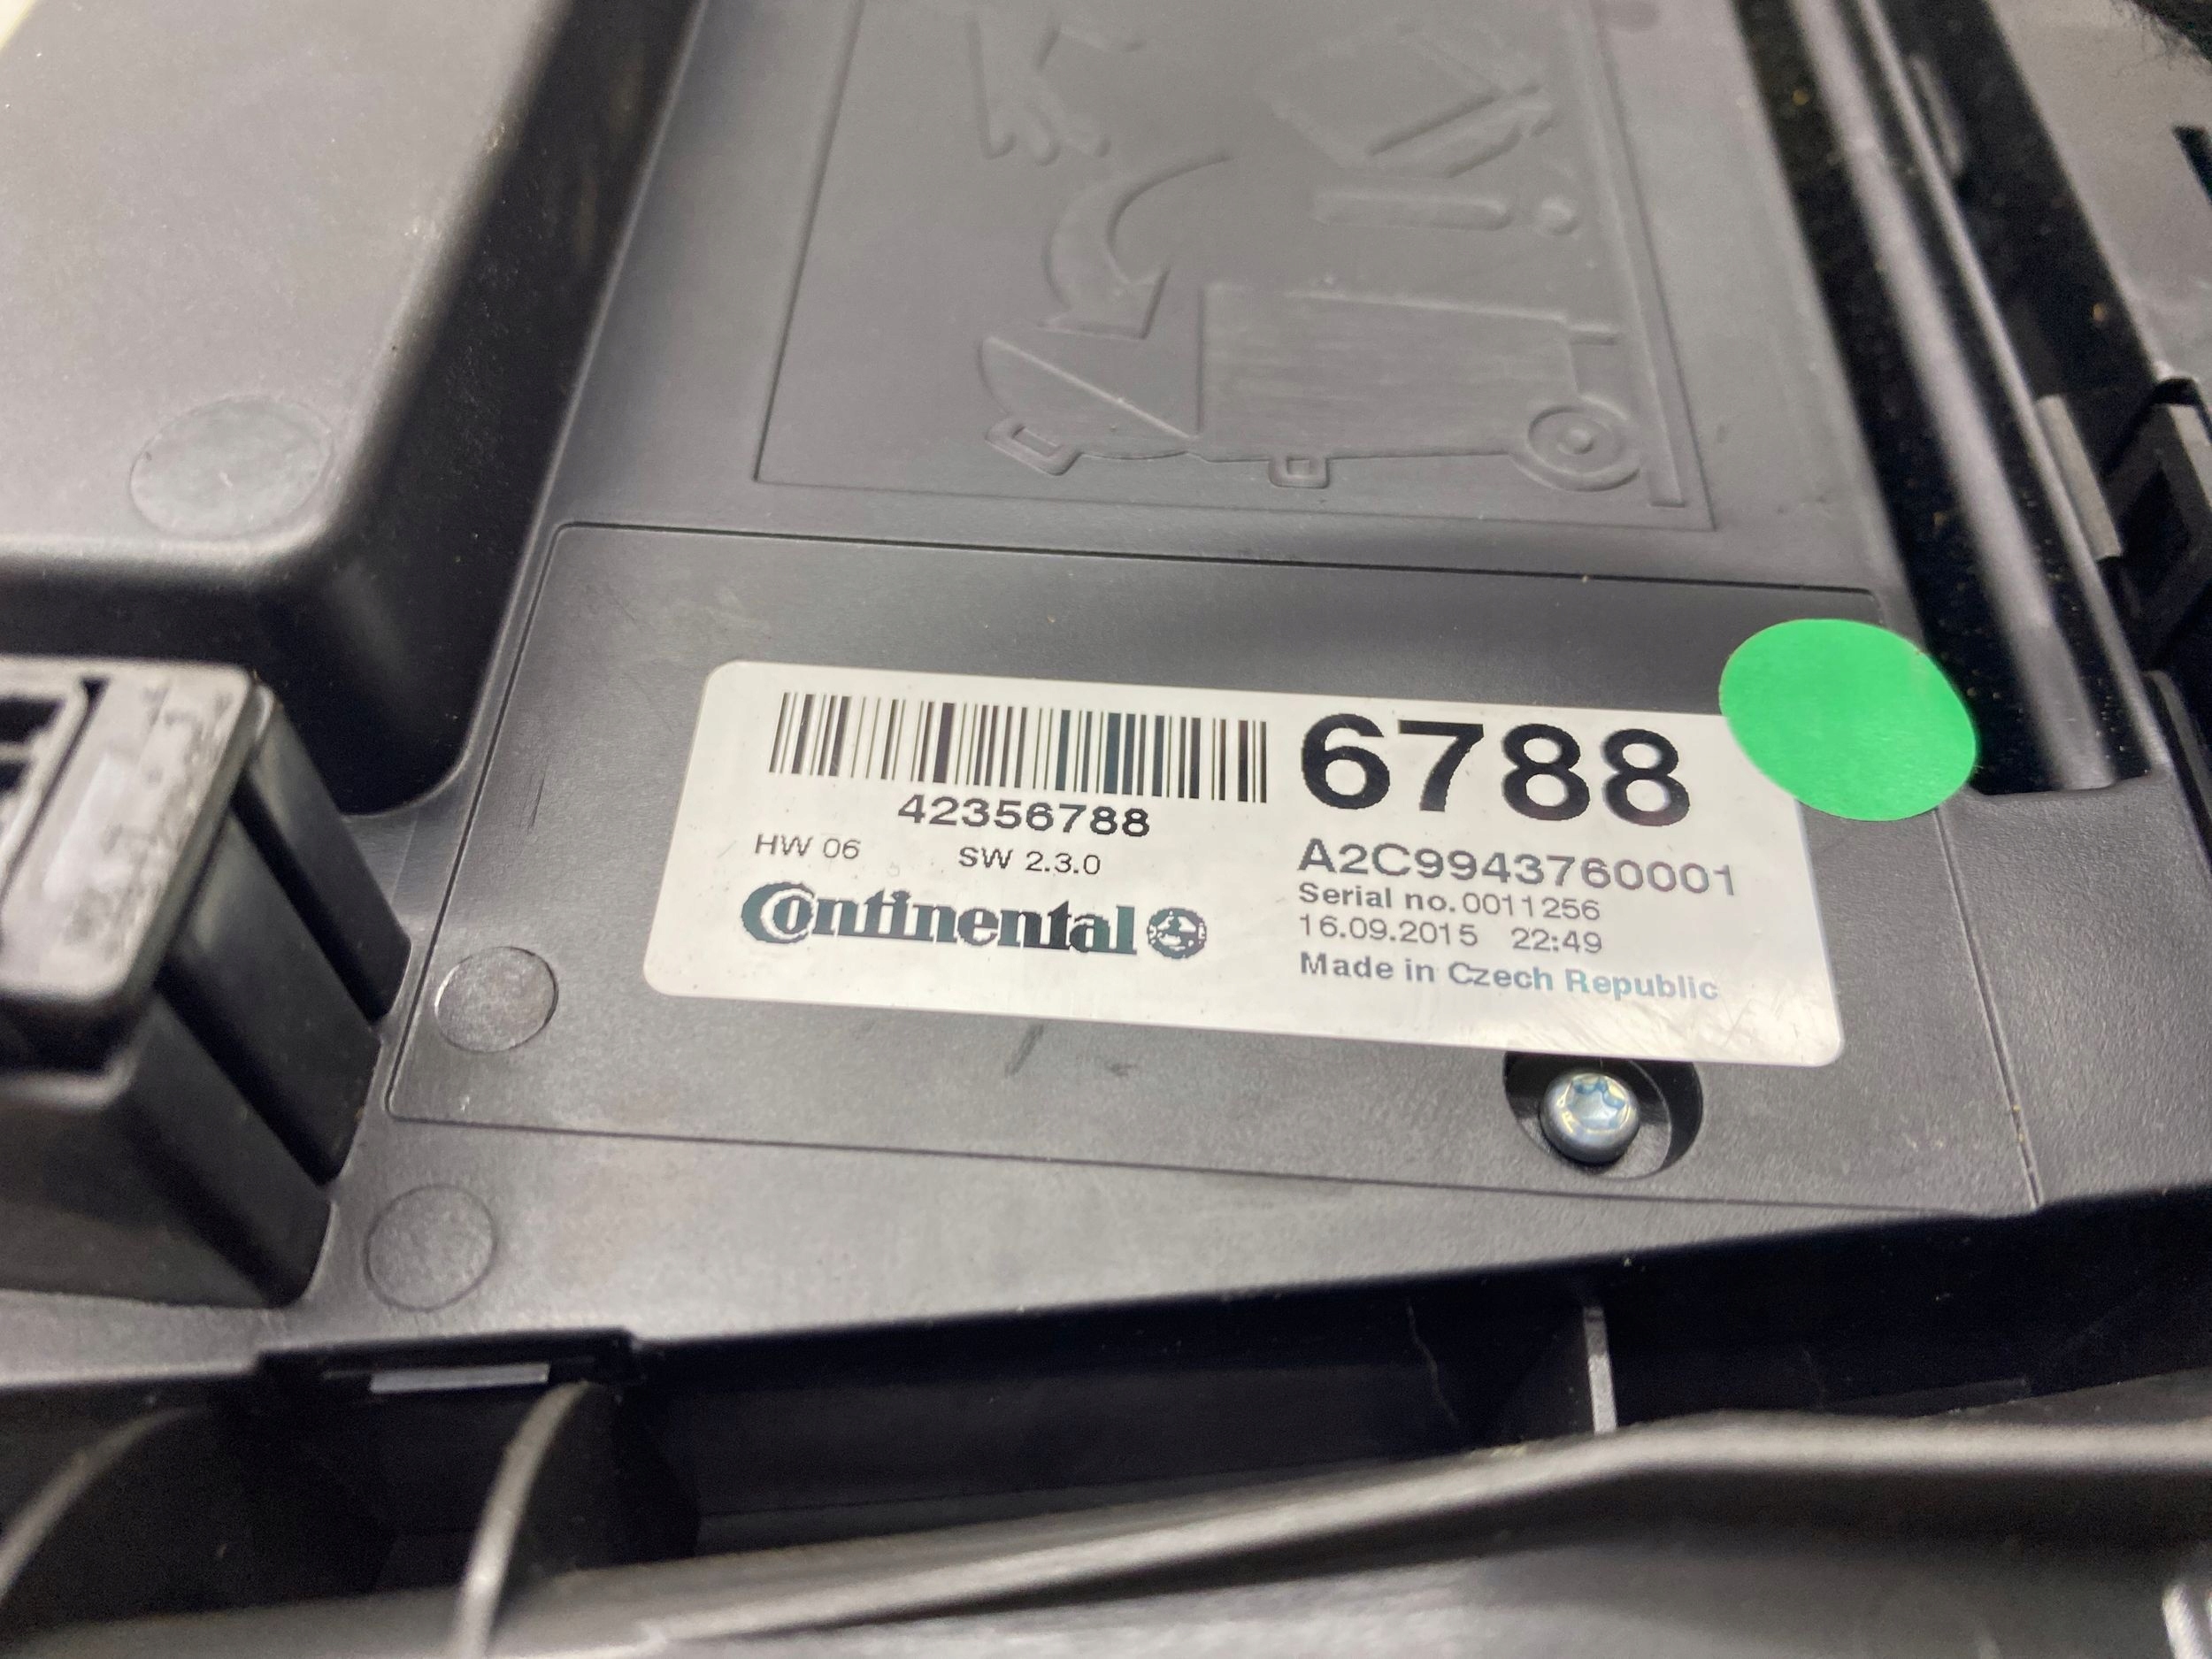 6788
42356788
HW 06 SW 2.3.0
Continental
A2C9943760001
Serial no.0011256
16.09.2015 22:49
Made in Czech Republic